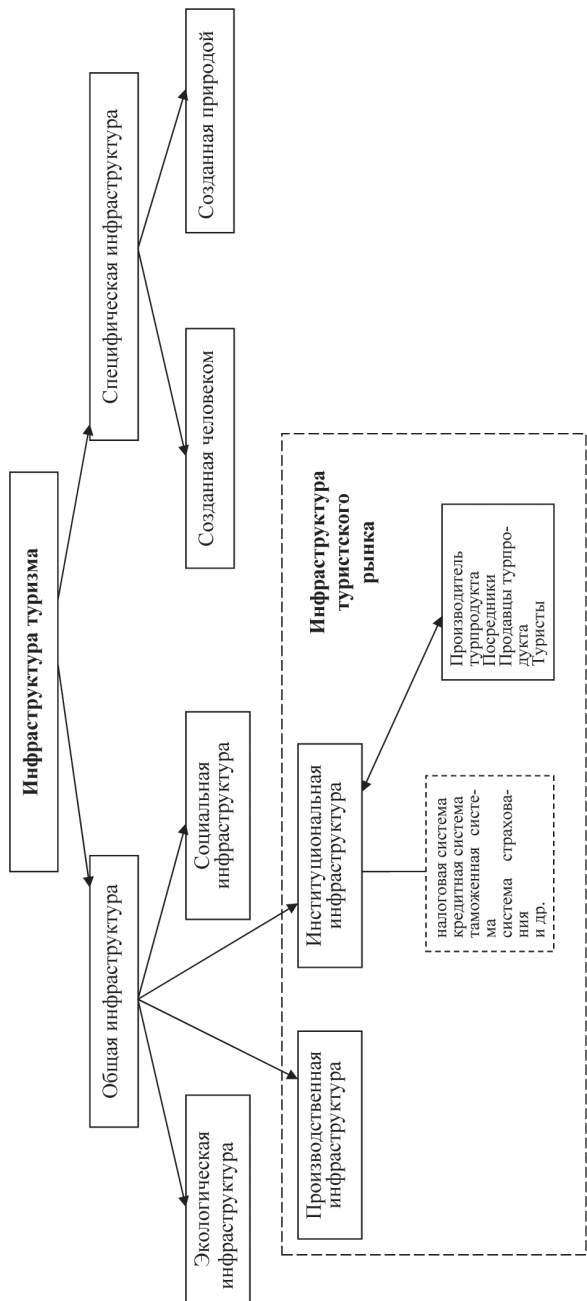 Инфраструктура туризма
Общая инфраструктура
Специфическая инфраструктура
Экологическая
инфраструктура
Социальная
инфраструктура
Созданная человеком
Созданная природой
Производственная
инфраструктура
Институциональная
инфраструктура
Инфраструктура
туристского
рынка
налоговая система
кредитная система
таможенная систе-
ма
система страхова-
ния
и др.
Производитель
турпродукта
Посредники
Продавцы турпро-
дукта
Туристы